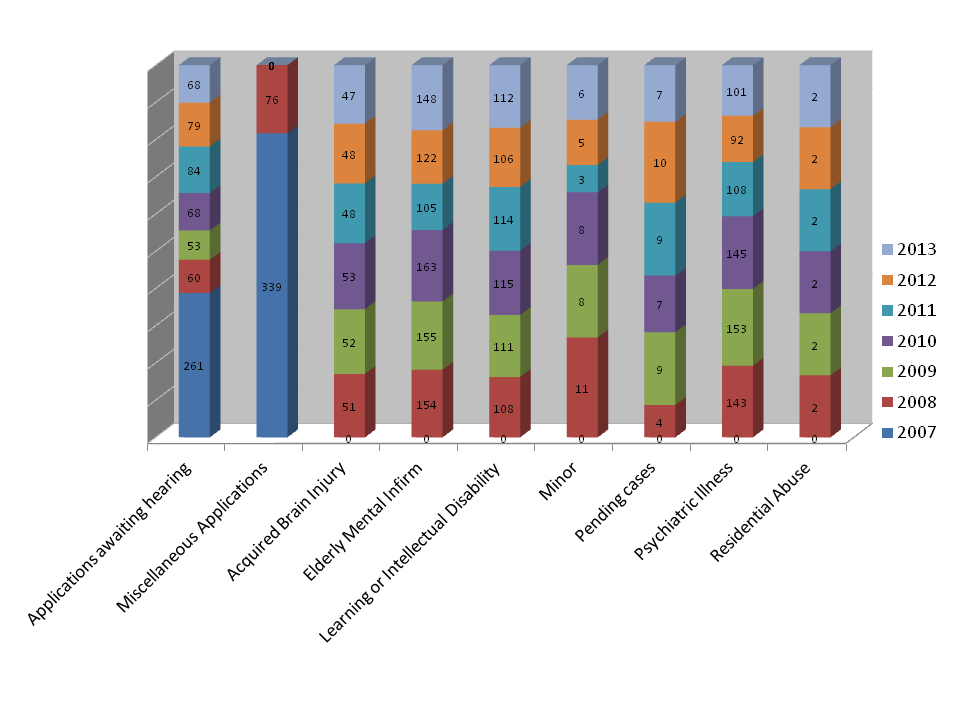 68 0 47 148 112 6 7 101 2
79 76 48 122 106 5 10 92 2
84 48 105 114 3 9 108 2
68 53 163 115 8 7 145 2
53 52 155 111 8 9 153 2
60 51 154 108 11 4 143 2
261 339 0 0 0 0 0 0 0
2013
2012
2011
2010
2009
2008
2007
Applications awaiting hearing
Miscellaneous Applications
Acquired Brain Injury
Elderly Mental Infirm
Learning or Intellectual Disability
Minor
Pending cases
Psychiatric Illness
Residential Abuse